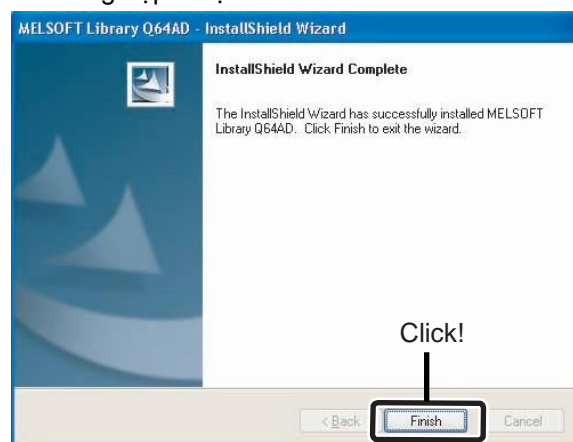 MELSOFT Library Q64AD - InstallShield Wizard
InstallShield Wizard Complete
The InstallShield Wizard has successfully installed MELSOFT
Library Q64AD. Click Finish to exit the wizard.
Click!
< Back
Finish
Cancel